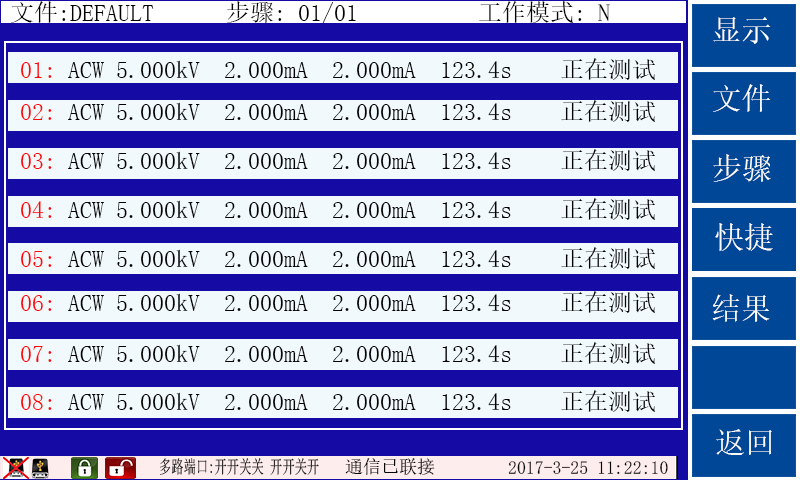 文件:DEFAULT 步骤: 01/01 工作模式: N
01: ACW 5.000kV 2.000mA 2.000mA 123.4s 正在测试
02: ACW 5.000kV 2.000mA 2.000mA 123.4s 正在测试
03: ACW 5.000kV 2.000mA 2.000mA 123.4s 正在测试
04: ACW 5.000kV 2.000mA 2.000mA 123.4s 正在测试
05: ACW 5.000kV 2.000mA 2.000mA 123.4s 正在测试
06: ACW 5.000kV 2.000mA 2.000mA 123.4s 正在测试
07: ACW 5.000kV 2.000mA 2.000mA 123.4s 正在测试
08: ACW 5.000kV 2.000mA 2.000mA 123.4s 正在测试
多路端口:开开关关 开开关开 通信已联接 2017-3-25 11:22:10
显示
文件
步骤
快捷
结果
返回